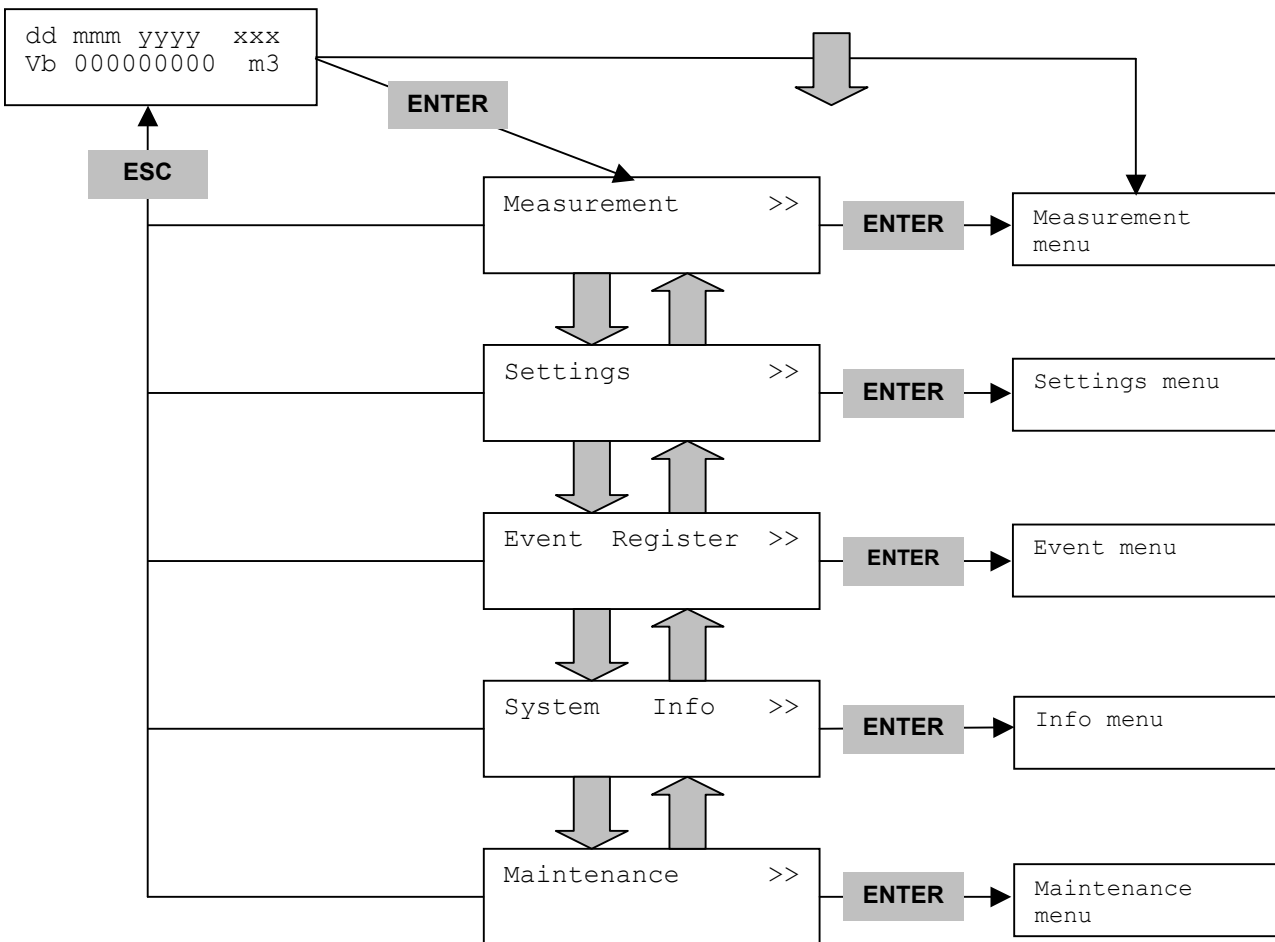 dd mmm yyyy xxx
Vb 000000000 m3
ENTER
ESC
Measurement >>
ENTER
Measurement
menu
Settings >>
ENTER
Settings menu
Event Register >>
ENTER
Event menu
System Info >>
ENTER
Info menu
Maintenance >>
ENTER
Maintenance
menu